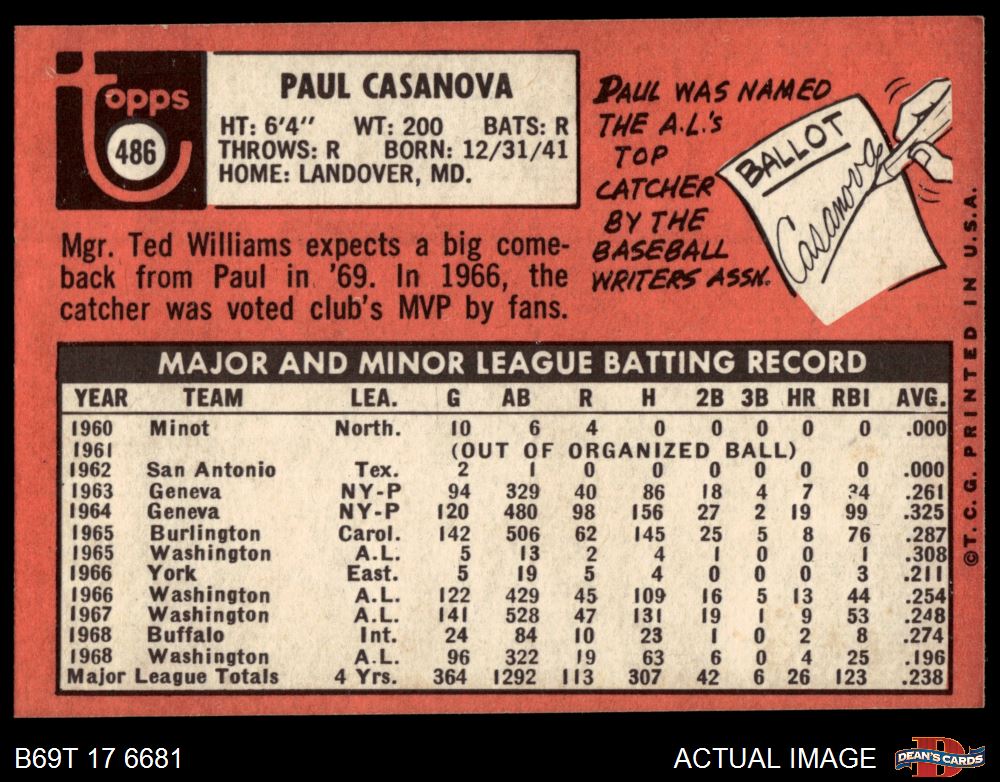 Topps
486
PAUL CASANOVA
HT: 6'4" WT: 200 BATS: R
THROWS: R BORN: 12/31/41
HOME: LANDOVER, MD.
Mgr. Ted Williams expects a big come-
back from Paul in '69. In 1966, the
catcher was voted club's MVP by fans.
PAUL WAS NAMED
THE A.L.'S
TOP
CATCHER
BY THE
BASEBALL
WRITERS ASSN.
BALLOT
Casanova
MAJOR AND MINOR LEAGUE BATTING RECORD
YEAR TEAM LEA. G AB R H 2B 3B HR RBI AVG.
1960 Minot North. 10 6 4 0 0 0 0 0 .000
1961 (OUT OF ORGANIZED BALL)
1962 San Antonio Tex. 2 1 0 0 0 0 0 0 .000
1963 Geneva NY-P 94 329 40 86 18 4 7 34 .261
1964 Geneva NY-P 120 480 98 156 27 2 19 99 .325
1965 Burlington Carol. 142 506 62 145 25 5 8 76 .287
1965 Washington A.L. 5 13 2 4 1 0 0 1 .308
1966 York East. 5 19 5 4 0 0 0 3 .211
1966 Washington A.L. 122 429 45 109 16 5 13 44 .254
1967 Washington A.L. 141 528 47 131 19 1 9 53 .248
1968 Buffalo Int. 24 84 10 23 1 0 2 8 .274
1968 Washington A.L. 96 322 19 63 6 0 4 25 .196
Major League Totals 4 Yrs. 364 1292 113 307 42 6 26 123 .238
© T. C. G. PRINTED IN U.S.A.
B69T 17 6681
ACTUAL IMAGE
D
DEAN'S CARDS